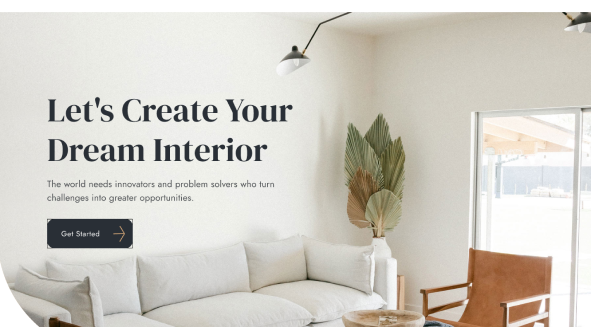 Let's Create Your
Dream Interior
The world needs innovators and problem solvers who turn
challenges into greater opportunities.
Get Started